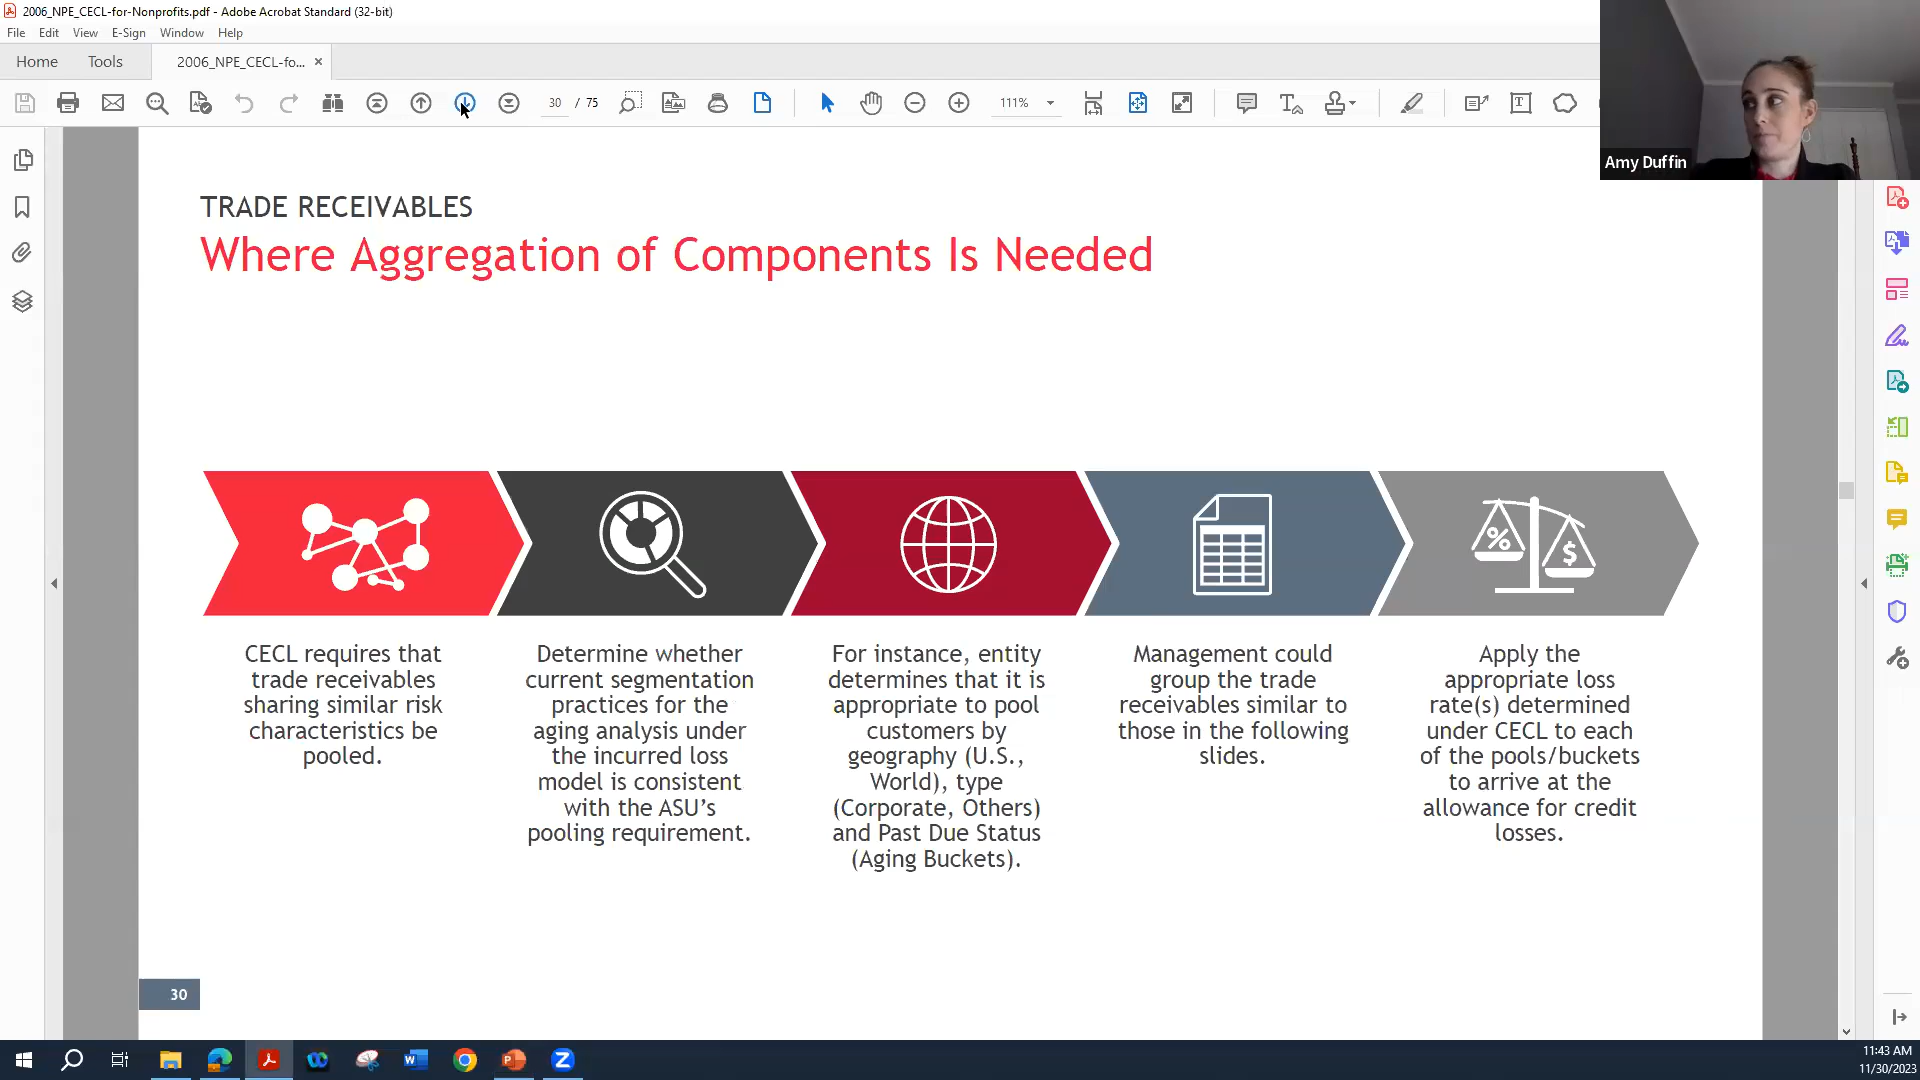 2006_NPE_CECL-for-Nonprofits.pdf - Adobe Acrobat Standard (32-bit)
File Edit View E-Sign Window Help
Home Tools 2006_NPE_CECL-fo... ×
30 / 75 111%
Amy Duffin
TRADE RECEIVABLES
Where Aggregation of Components Is Needed
% $
CECL requires that
trade receivables
sharing similar risk
characteristics be
pooled.
Determine whether
current segmentation
practices for the
aging analysis under
the incurred loss
model is consistent
with the ASU’s
pooling requirement.
For instance, entity
determines that it is
appropriate to pool
customers by
geography (U.S.,
World), type
(Corporate, Others)
and Past Due Status
(Aging Buckets).
Management could
group the trade
receivables similar to
those in the following
slides.
Apply the
appropriate loss
rate(s) determined
under CECL to each
of the pools/buckets
to arrive at the
allowance for credit
losses.
30
11:43 AM
11/30/2023